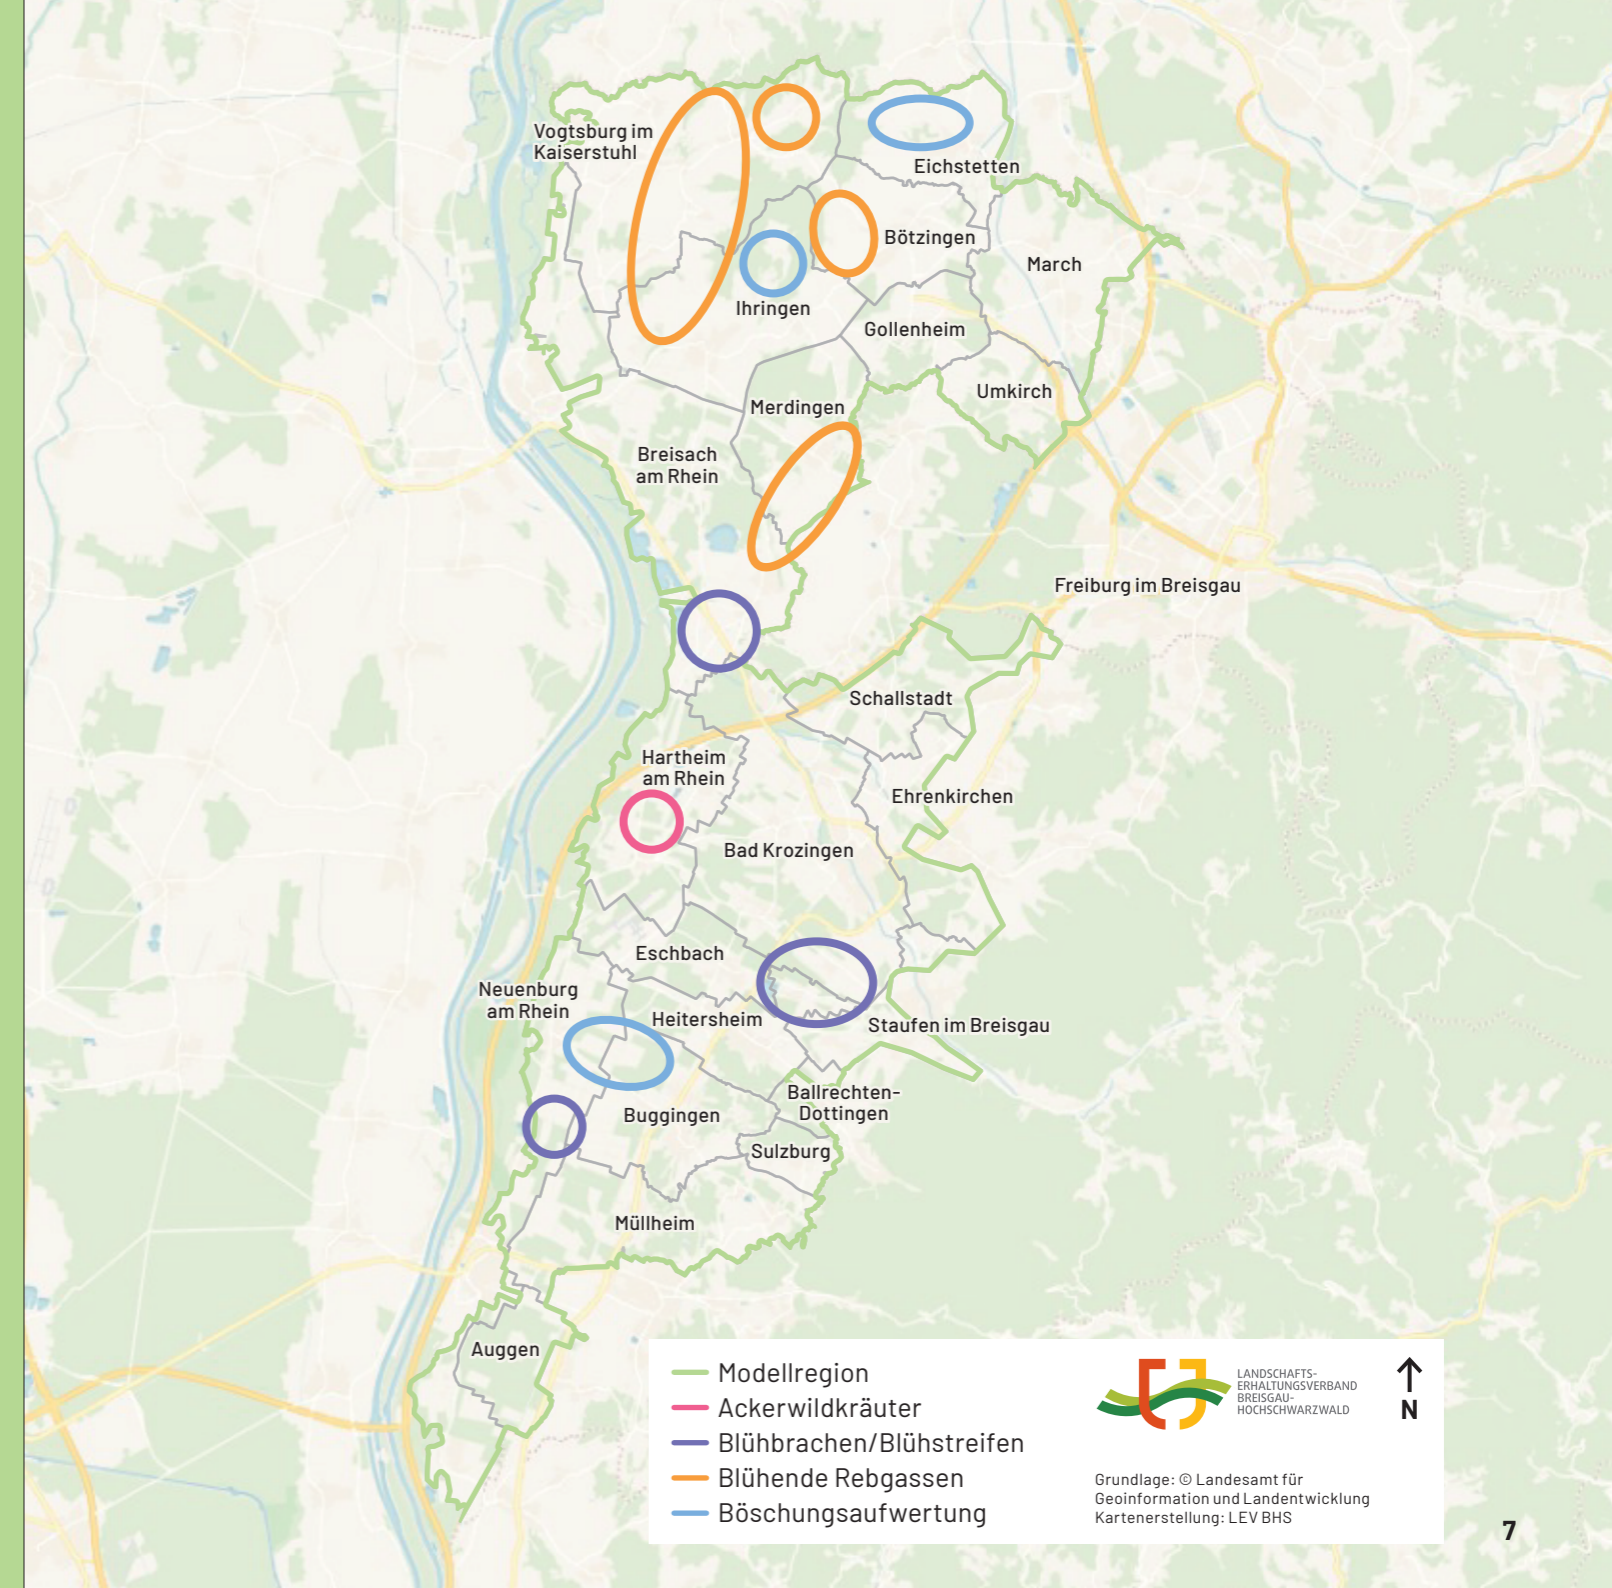 Vogtsburg im
Kaiserstuhl
Eichstetten
Bötzingen
March
Ihringen
Gollenheim
Umkirch
Merdingen
Breisach
am Rhein
Freiburg im Breisgau
Schallstadt
Hartheim
am Rhein
Ehrenkirchen
Bad Krozingen
Eschbach
Neuenburg
am Rhein
Heitersheim
Staufen im Breisgau
Ballrechten-
Dottingen
Buggingen
Sulzburg
Müllheim
Auggen
Modellregion
Ackerwildkräuter
Blühbrachen/Blühstreifen
Blühende Rebgassen
Böschungsaufwertung
LANDSCHAFTS-
ERHALTUNGSVERBAND
BREISGAU-
HOCHSCHWARZWALD
N
Grundlage: © Landesamt für
Geoinformation und Landentwicklung
Kartenerstellung: LEV BHS
7